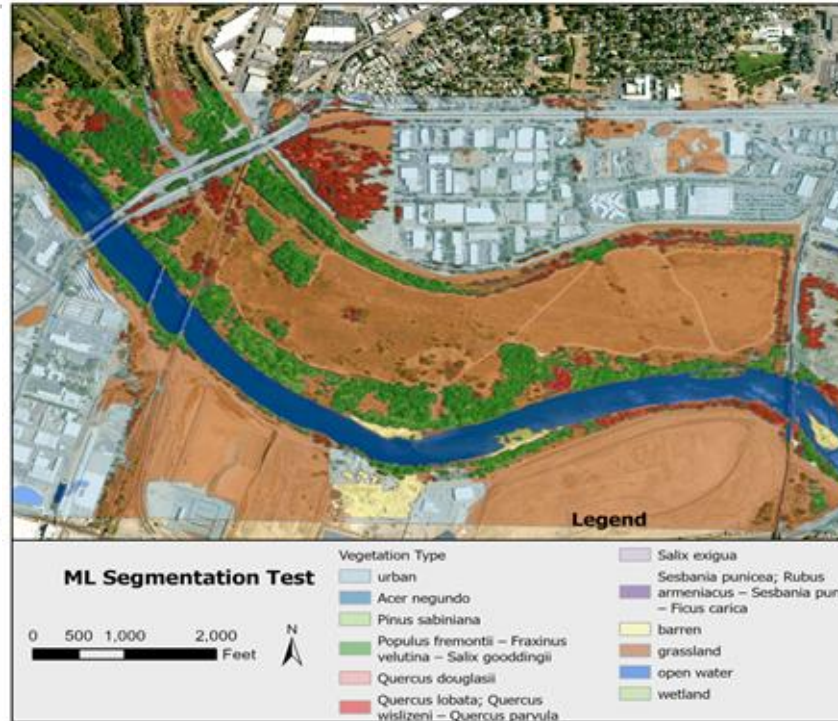 Legend
ML Segmentation Test
0 500 1,000 2,000
Feet
N
Vegetation Type
urban
Acer negundo
Pinus sabiniana
Populus fremontii – Fraxinus
velutina – Salix gooddingii
Quercus douglasii
Quercus lobata; Quercus
wislizeni – Quercus parvula
Salix exigua
Sesbania punicea; Rubus
armeniacus – Sesbania pun
– Ficus carica
barren
grassland
open water
wetland